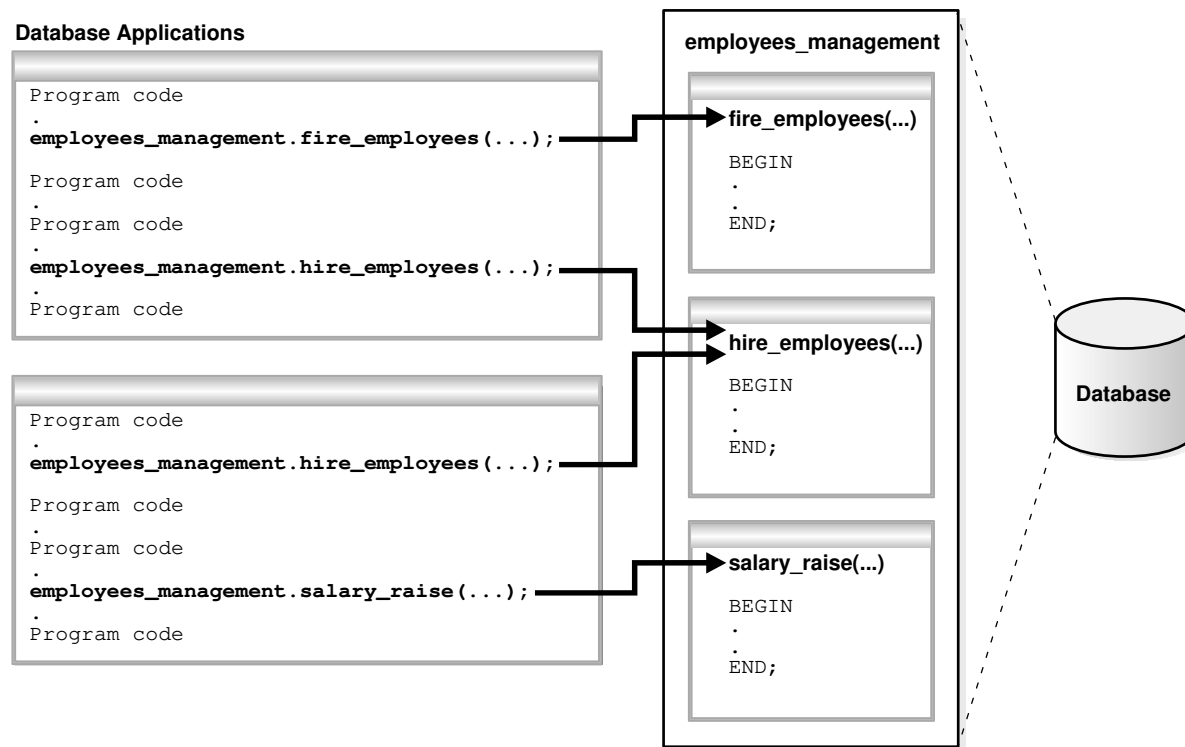 Database Applications
Program code
.
employees_management.fire_employees(...);
Program code
.
Program code
.
employees_management.hire_employees(...);
.
Program code
Program code
.
employees_management.hire_employees(...);
Program code
.
Program code
.
employees_management.salary_raise(...);
.
Program code
employees_management
fire_employees(...)
BEGIN
.
.
END;
hire_employees(...)
BEGIN
.
.
END;
salary_raise(...)
BEGIN
.
.
END;
Database